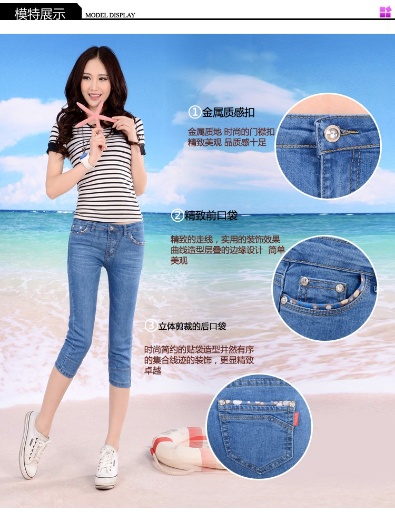 模特展示 MODEL DISPLAY
①金属质感扣
金属质地 时尚的门襟扣
精致美观 品质感十足
②精致前口袋
精致的走线，实用的装饰效果
曲线造型层叠的边缘设计 简单
美观
③立体剪裁的后口袋
时尚简约的贴袋造型井然有序
的集合线迹的装饰，更显精致
卓越